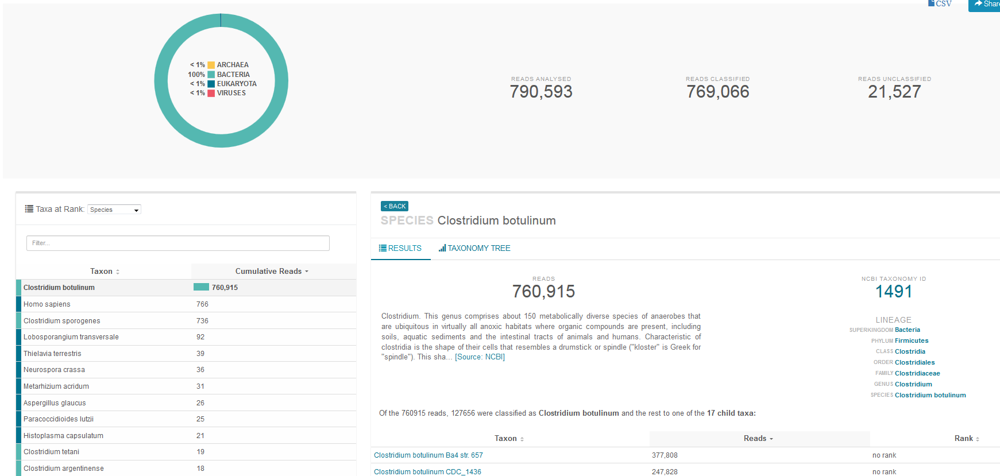 CSV
Share
< 1% ARCHAEA
100% BACTERIA
< 1% EUKARYOTA
< 1% VIRUSES
READS ANALYSED
790,593
READS CLASSIFIED
769,066
READS UNCLASSIFIED
21,527
Taxa at Rank: Species
Filter...
Taxon Cumulative Reads
Clostridium botulinum 760,915
Homo sapiens 766
Clostridium sporogenes 736
Lobosporangium transversale 92
Thielavia terrestris 39
Neurospora crassa 36
Metarhizium acridum 31
Aspergillus glaucus 26
Paracoccidioides lutzii 25
Histoplasma capsulatum 21
Clostridium tetani 19
Clostridium argentinense 18
< BACK
SPECIES Clostridium botulinum
RESULTS TAXONOMY TREE
READS
760,915
Clostridium. This genus comprises about 150 metabolically diverse species of anaerobes that
are ubiquitous in virtually all anoxic habitats where organic compounds are present, including
soils, aquatic sediments and the intestinal tracts of animals and humans. Characteristic of
clostridia is the shape of their cells that resembles a drumstick or spindle ("kloster" is Greek for
"spindle"). This sha... [Source: NCBI]
NCBI TAXONOMY ID
1491
LINEAGE
SUPERKINGDOM Bacteria
PHYLUM Firmicutes
CLASS Clostridia
ORDER Clostridiales
FAMILY Clostridiaceae
GENUS Clostridium
SPECIES Clostridium botulinum
Of the 760915 reads, 127656 were classified as Clostridium botulinum and the rest to one of the 17 child taxa:
Taxon Reads Rank
Clostridium botulinum Ba4 str. 657 377,808 no rank
Clostridium botulinum CDC_1436 247,828 no rank